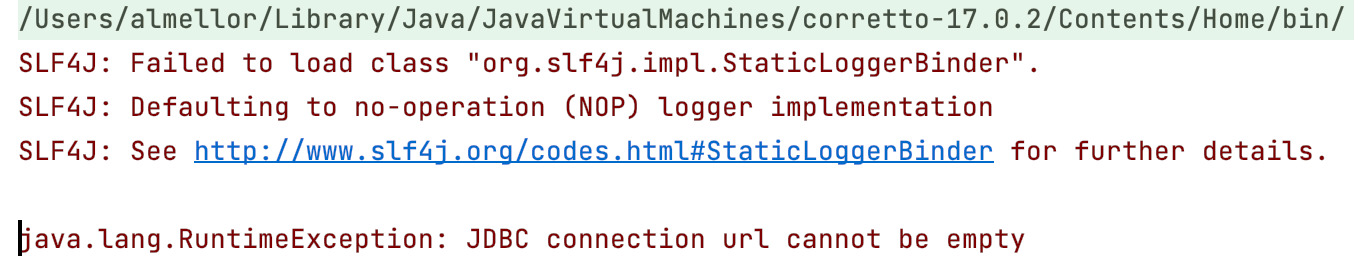 /Users/almellor/Library/Java/JavaVirtualMachines/corretto-17.0.2/Contents/Home/bin/
SLF4J: Failed to load class "org.slf4j.impl.StaticLoggerBinder".
SLF4J: Defaulting to no-operation (NOP) logger implementation
SLF4J: See http://www.slf4j.org/codes.html#StaticLoggerBinder for further details.
java.lang.RuntimeException: JDBC connection url cannot be empty